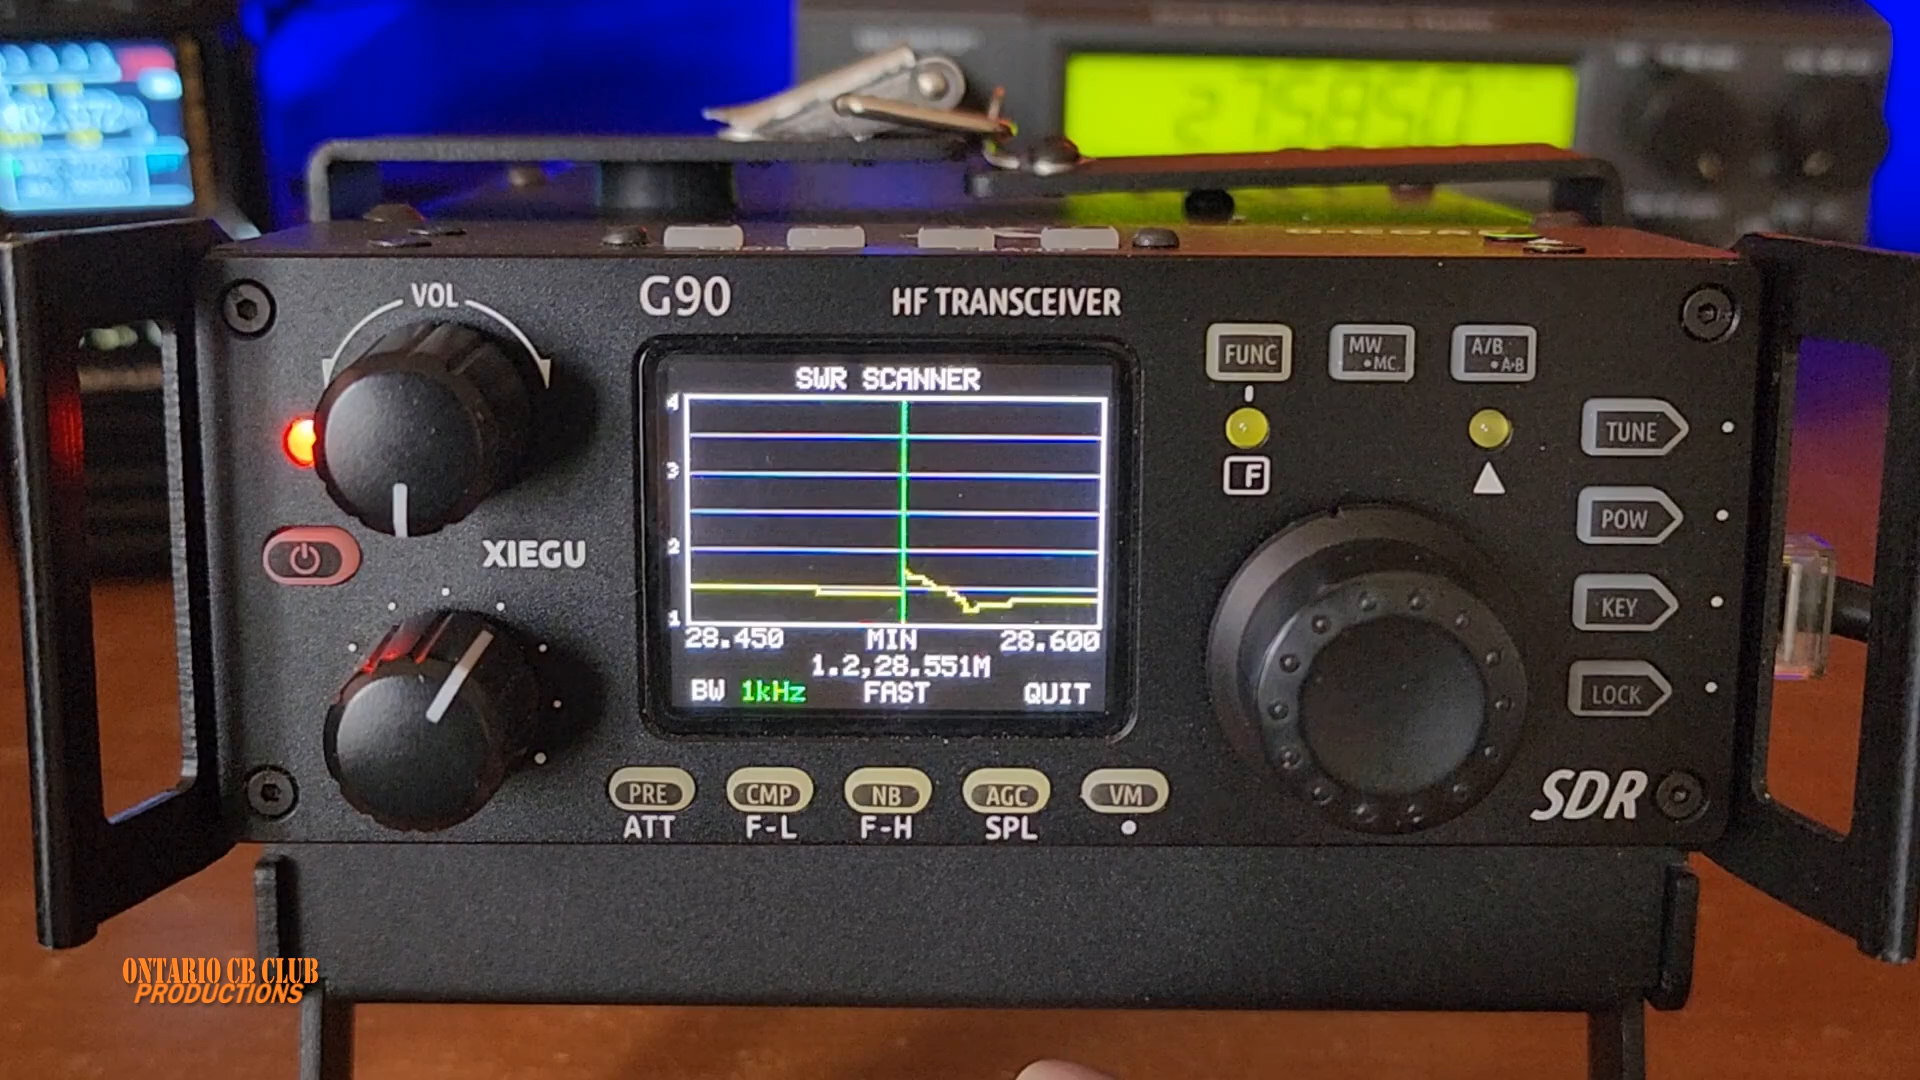 VOL
G90
HF TRANSCEIVER
FUNC
MW
MC
A/B
A▸B
SWR SCANNER
4
3
2
1
28.450 MIN 28.600
1.2,28.551M
BW 1kHz FAST QUIT
F
TUNE
POW
KEY
LOCK
XIEGU
PRE
CMP
NB
AGC
VM
ATT
F-L
F-H
SPL
SDR
ONTARIO CB CLUB
PRODUCTIONS